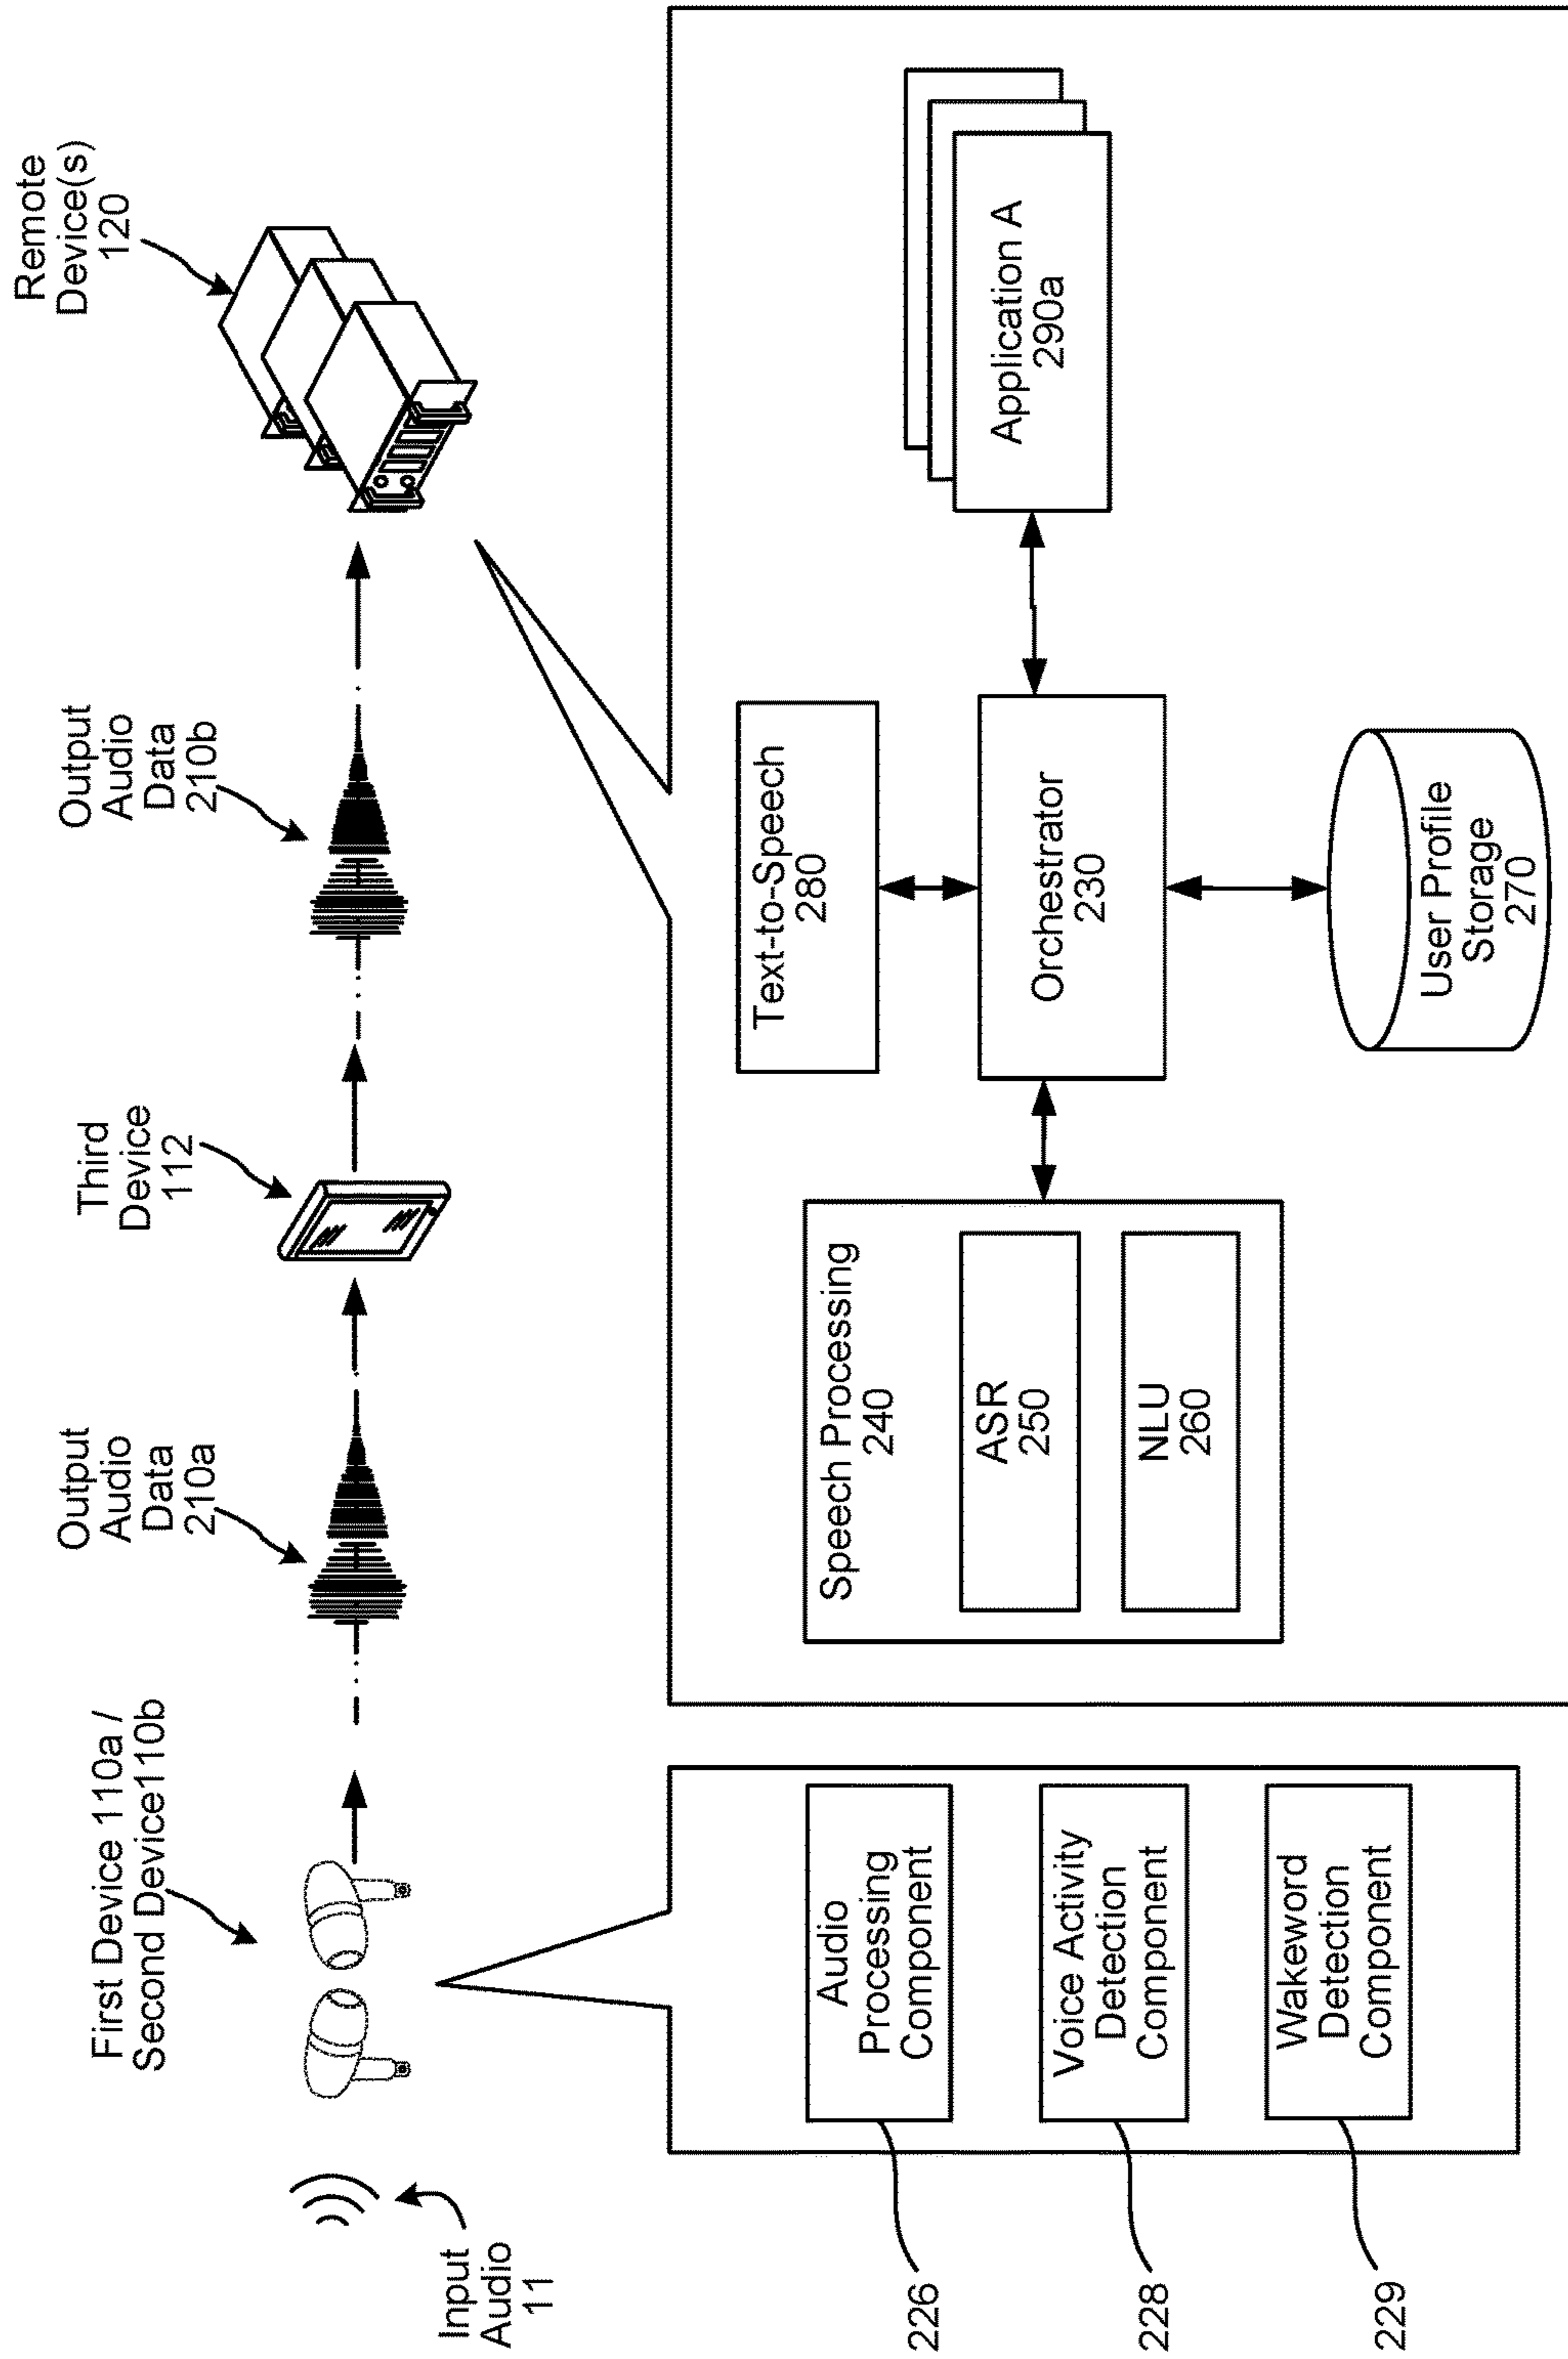 Input
Audio
11
First Device 110a /
Second Device110b
Output
Audio
Data
210a
Third
Device
112
Output
Audio
Data
210b
Remote
Device(s)
120
226
Audio
Processing
Component
228
Voice Activity
Detection
Component
229
Wakeword
Detection
Component
Speech Processing
240
ASR
250
NLU
260
Text-to-Speech
280
Orchestrator
230
User Profile
Storage
270
Application A
290a